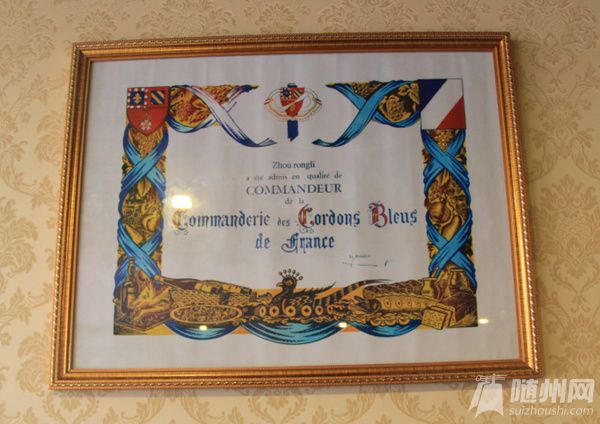 Zhou rongli
a été admis en qualité de
COMMANDEUR
de la
Commanderie des Cordons Bleus
de France
随州网
suizhoushi.com